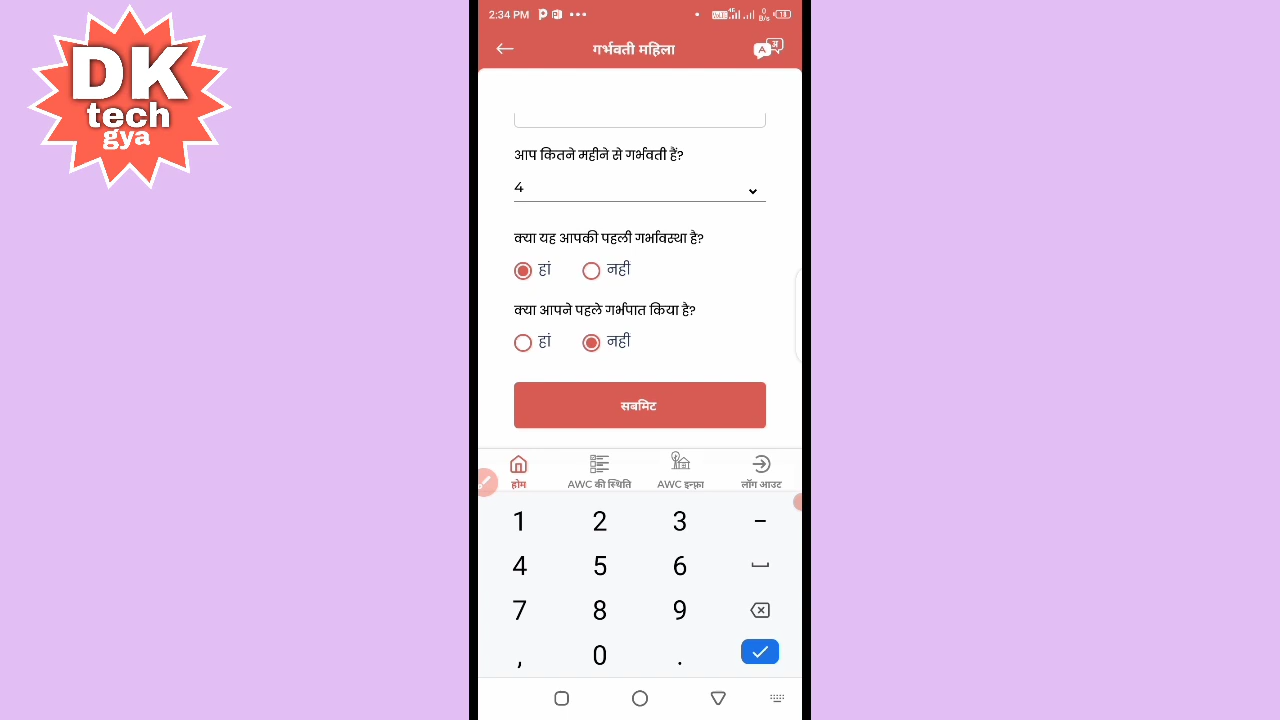 DK
tech
gya
2:34 PM
गर्भवती महिला
आप कितने महीने से गर्भवती हैं?
4
क्या यह आपकी पहली गर्भावस्था है?
हां नहीं
क्या आपने पहले गर्भपात किया है?
हां नहीं
सबमिट
होम AWC की स्थिति AWC इन्फ्रा लॉग आउट
1 2 3 -
4 5 6
7 8 9
, 0 .